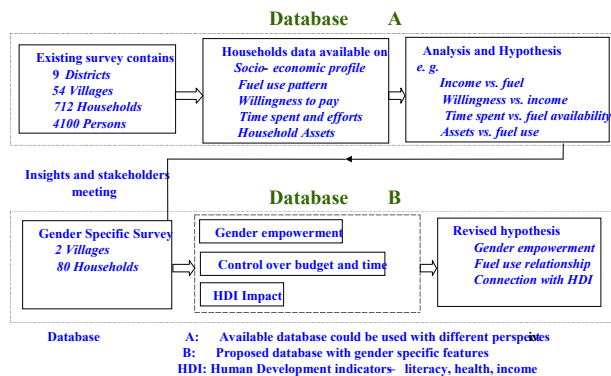 Database A
Existing survey contains
9 Districts
54 Villages
712 Households
4100 Persons
Households data available on
Socio- economic profile
Fuel use pattern
Willingness to pay
Time spent and efforts
Household Assets
Analysis and Hypothesis
e. g.
Income vs. fuel
Willingness vs. income
Time spent vs. fuel availability
Assets vs. fuel use
Insights and stakeholders
meeting
Database B
Gender Specific Survey
2 Villages
80 Households
Gender empowerment
Control over budget and time
HDI Impact
Revised hypothesis
Gender empowerment
Fuel use relationship
Connection with HDI
Database A: Available database could be used with different
B: Proposed database with gender specific features
HDI: Human Development indicators- literacy, health, income